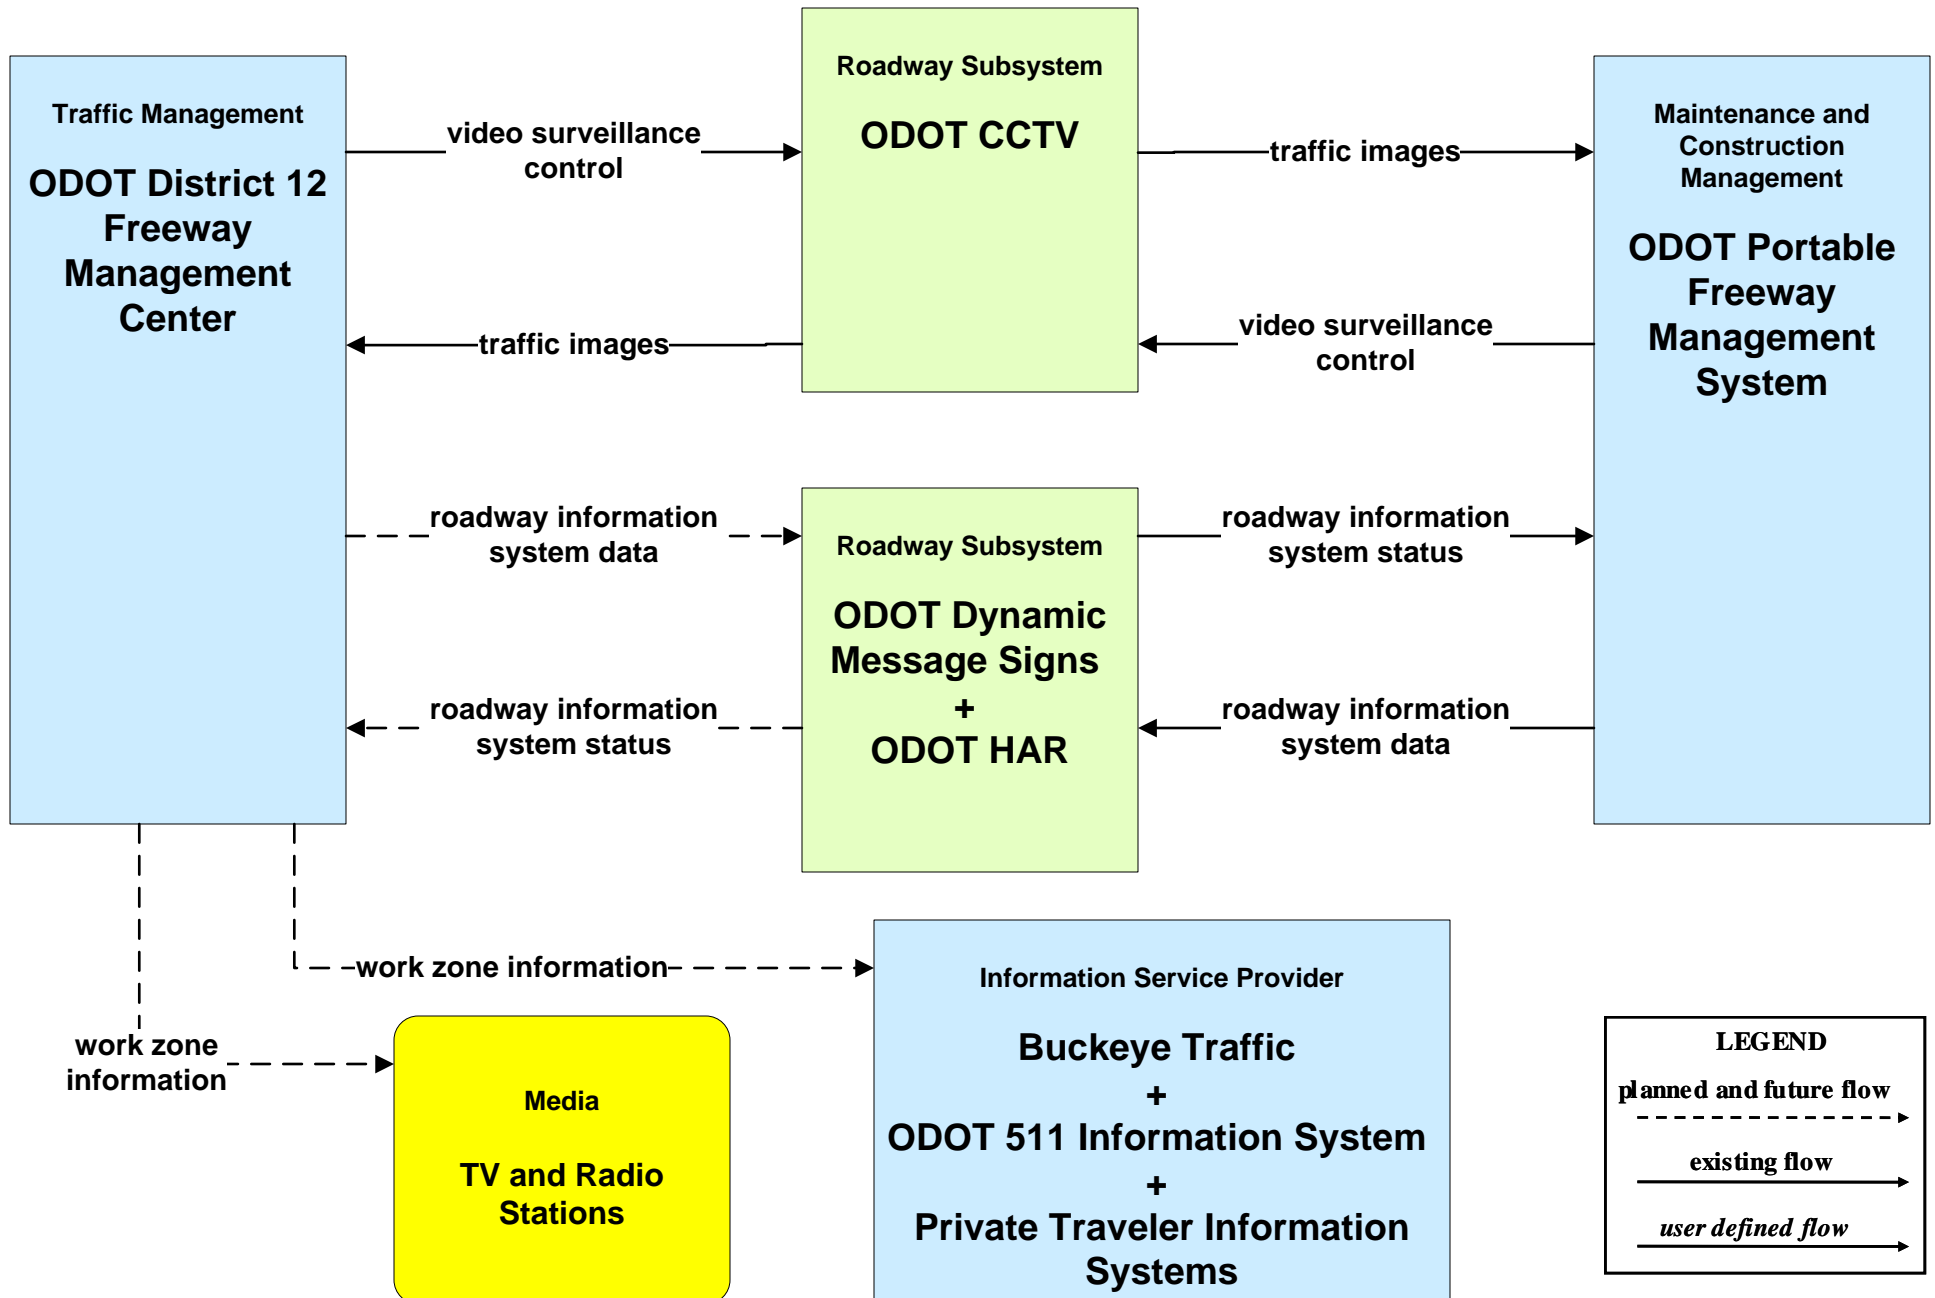 Traffic Management
ODOT District 12
Freeway
Management
Center
video surveillance
control
Roadway Subsystem
ODOT CCTV
traffic images
Maintenance and
Construction
Management
ODOT Portable
Freeway
Management
System
traffic images
video surveillance
control
roadway information
system data
Roadway Subsystem
ODOT Dynamic
Message Signs
+
ODOT HAR
roadway information
system status
roadway information
system status
roadway information
system data
work zone information
work zone
information
Media
TV and Radio
Stations
Information Service Provider
Buckeye Traffic
+
ODOT 511 Information System
+
Private Traveler Information
Systems
LEGEND
planned and future flow
existing flow
user defined flow